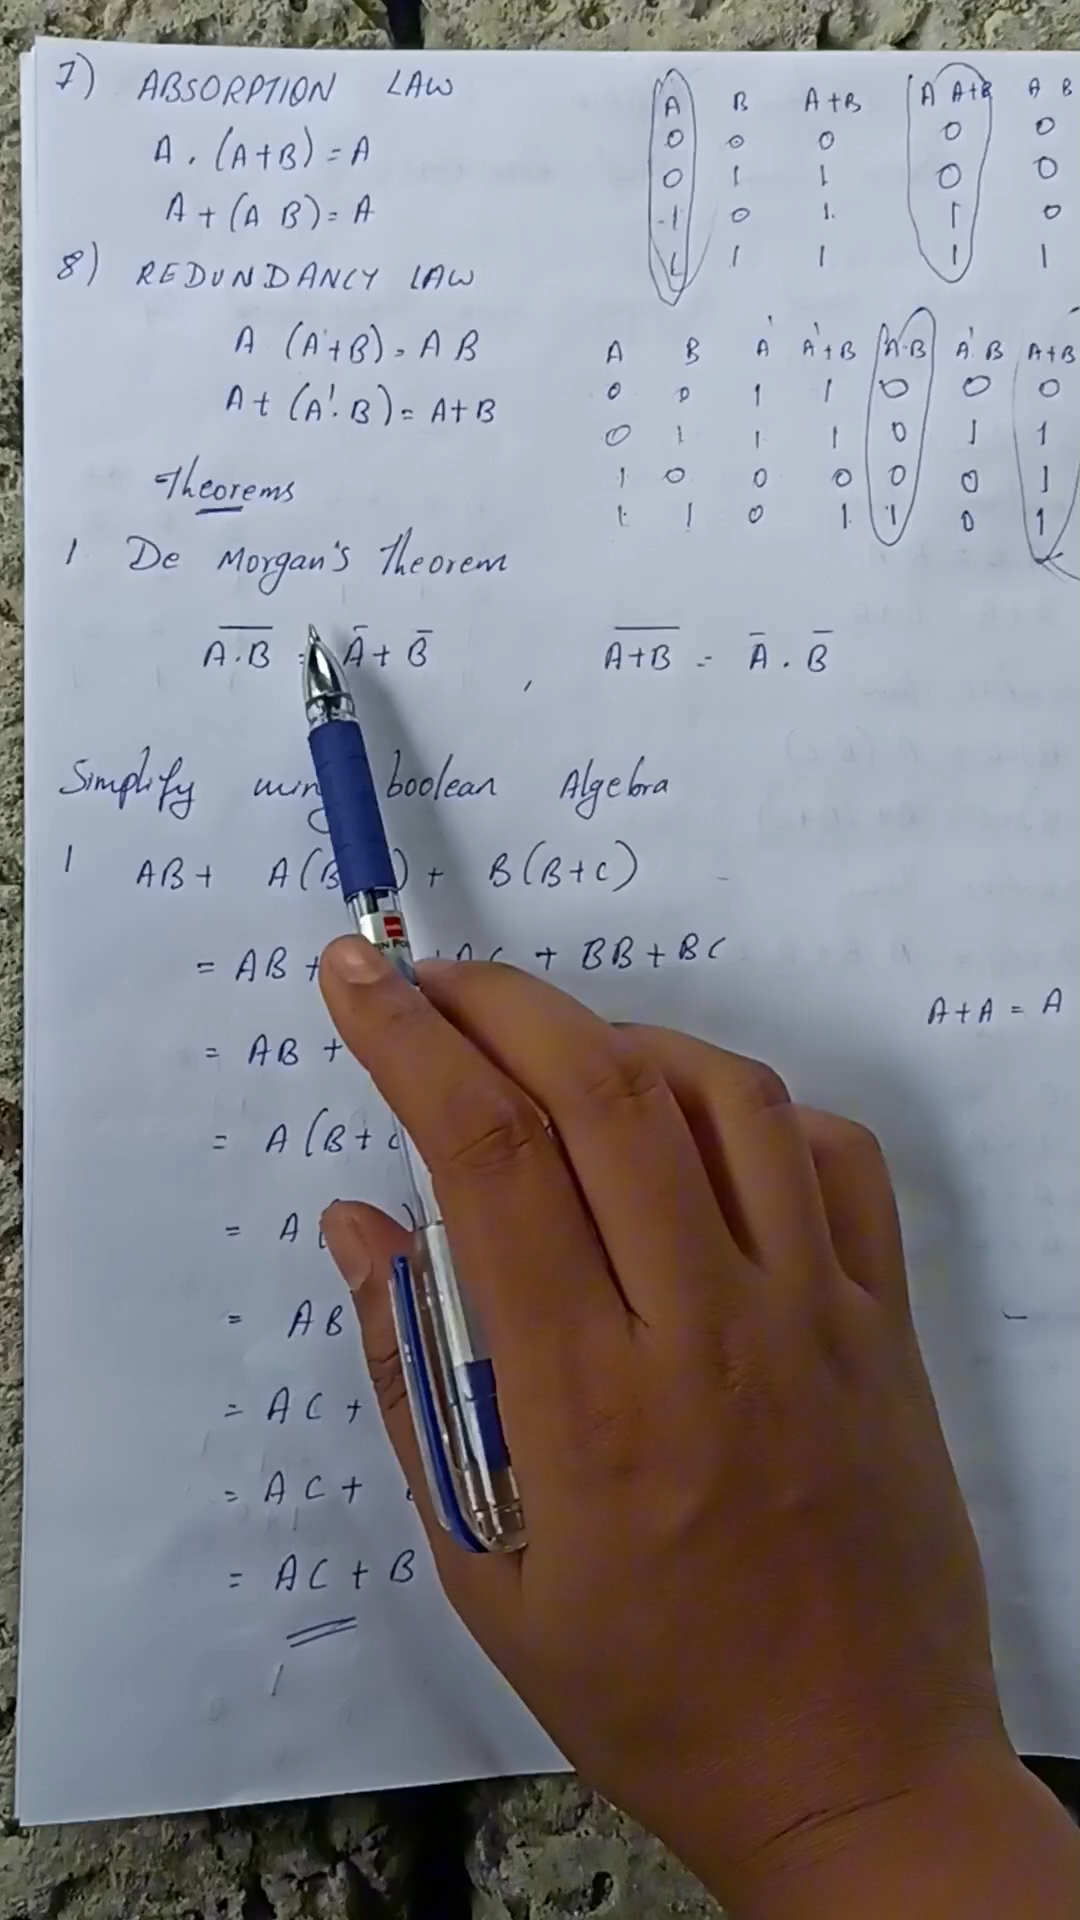 7) ABSORPTION LAW
A . (A+B) = A
A + (A B) = A
8) REDUNDANCY LAW
A (A'+B) = A B
A + (A'. B) = A+B
Theorems
1 De Morgan's Theorem
A̅.̅B̅ = A̅ + B̅ , A̅+̅B̅ = A̅ . B̅
Simplify using boolean Algebra
1 AB + A(B ) + B(B+C)
= AB + + AC + BB + BC
= AB +
= A (B + C
= A (
= AB
= AC +
= AC +
= AC + B
A B A+B A A+B A B
0 0 0 0 0
0 1 1 0 0
1 0 1 1 0
1 1 1 1 1
A B A' A'+B A.B A'.B A+B
0 0 1 1 0 0 0
0 1 1 1 0 1 1
1 0 0 0 0 0 1
1 1 0 1 1 0 1
A+A = A